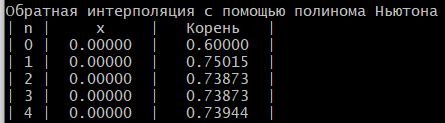 Обратная интерполяция с помощью полинома Ньютона
| n | x | Корень |
| 0 | 0.00000 | 0.60000 |
| 1 | 0.00000 | 0.75015 |
| 2 | 0.00000 | 0.73873 |
| 3 | 0.00000 | 0.73873 |
| 4 | 0.00000 | 0.73944 |